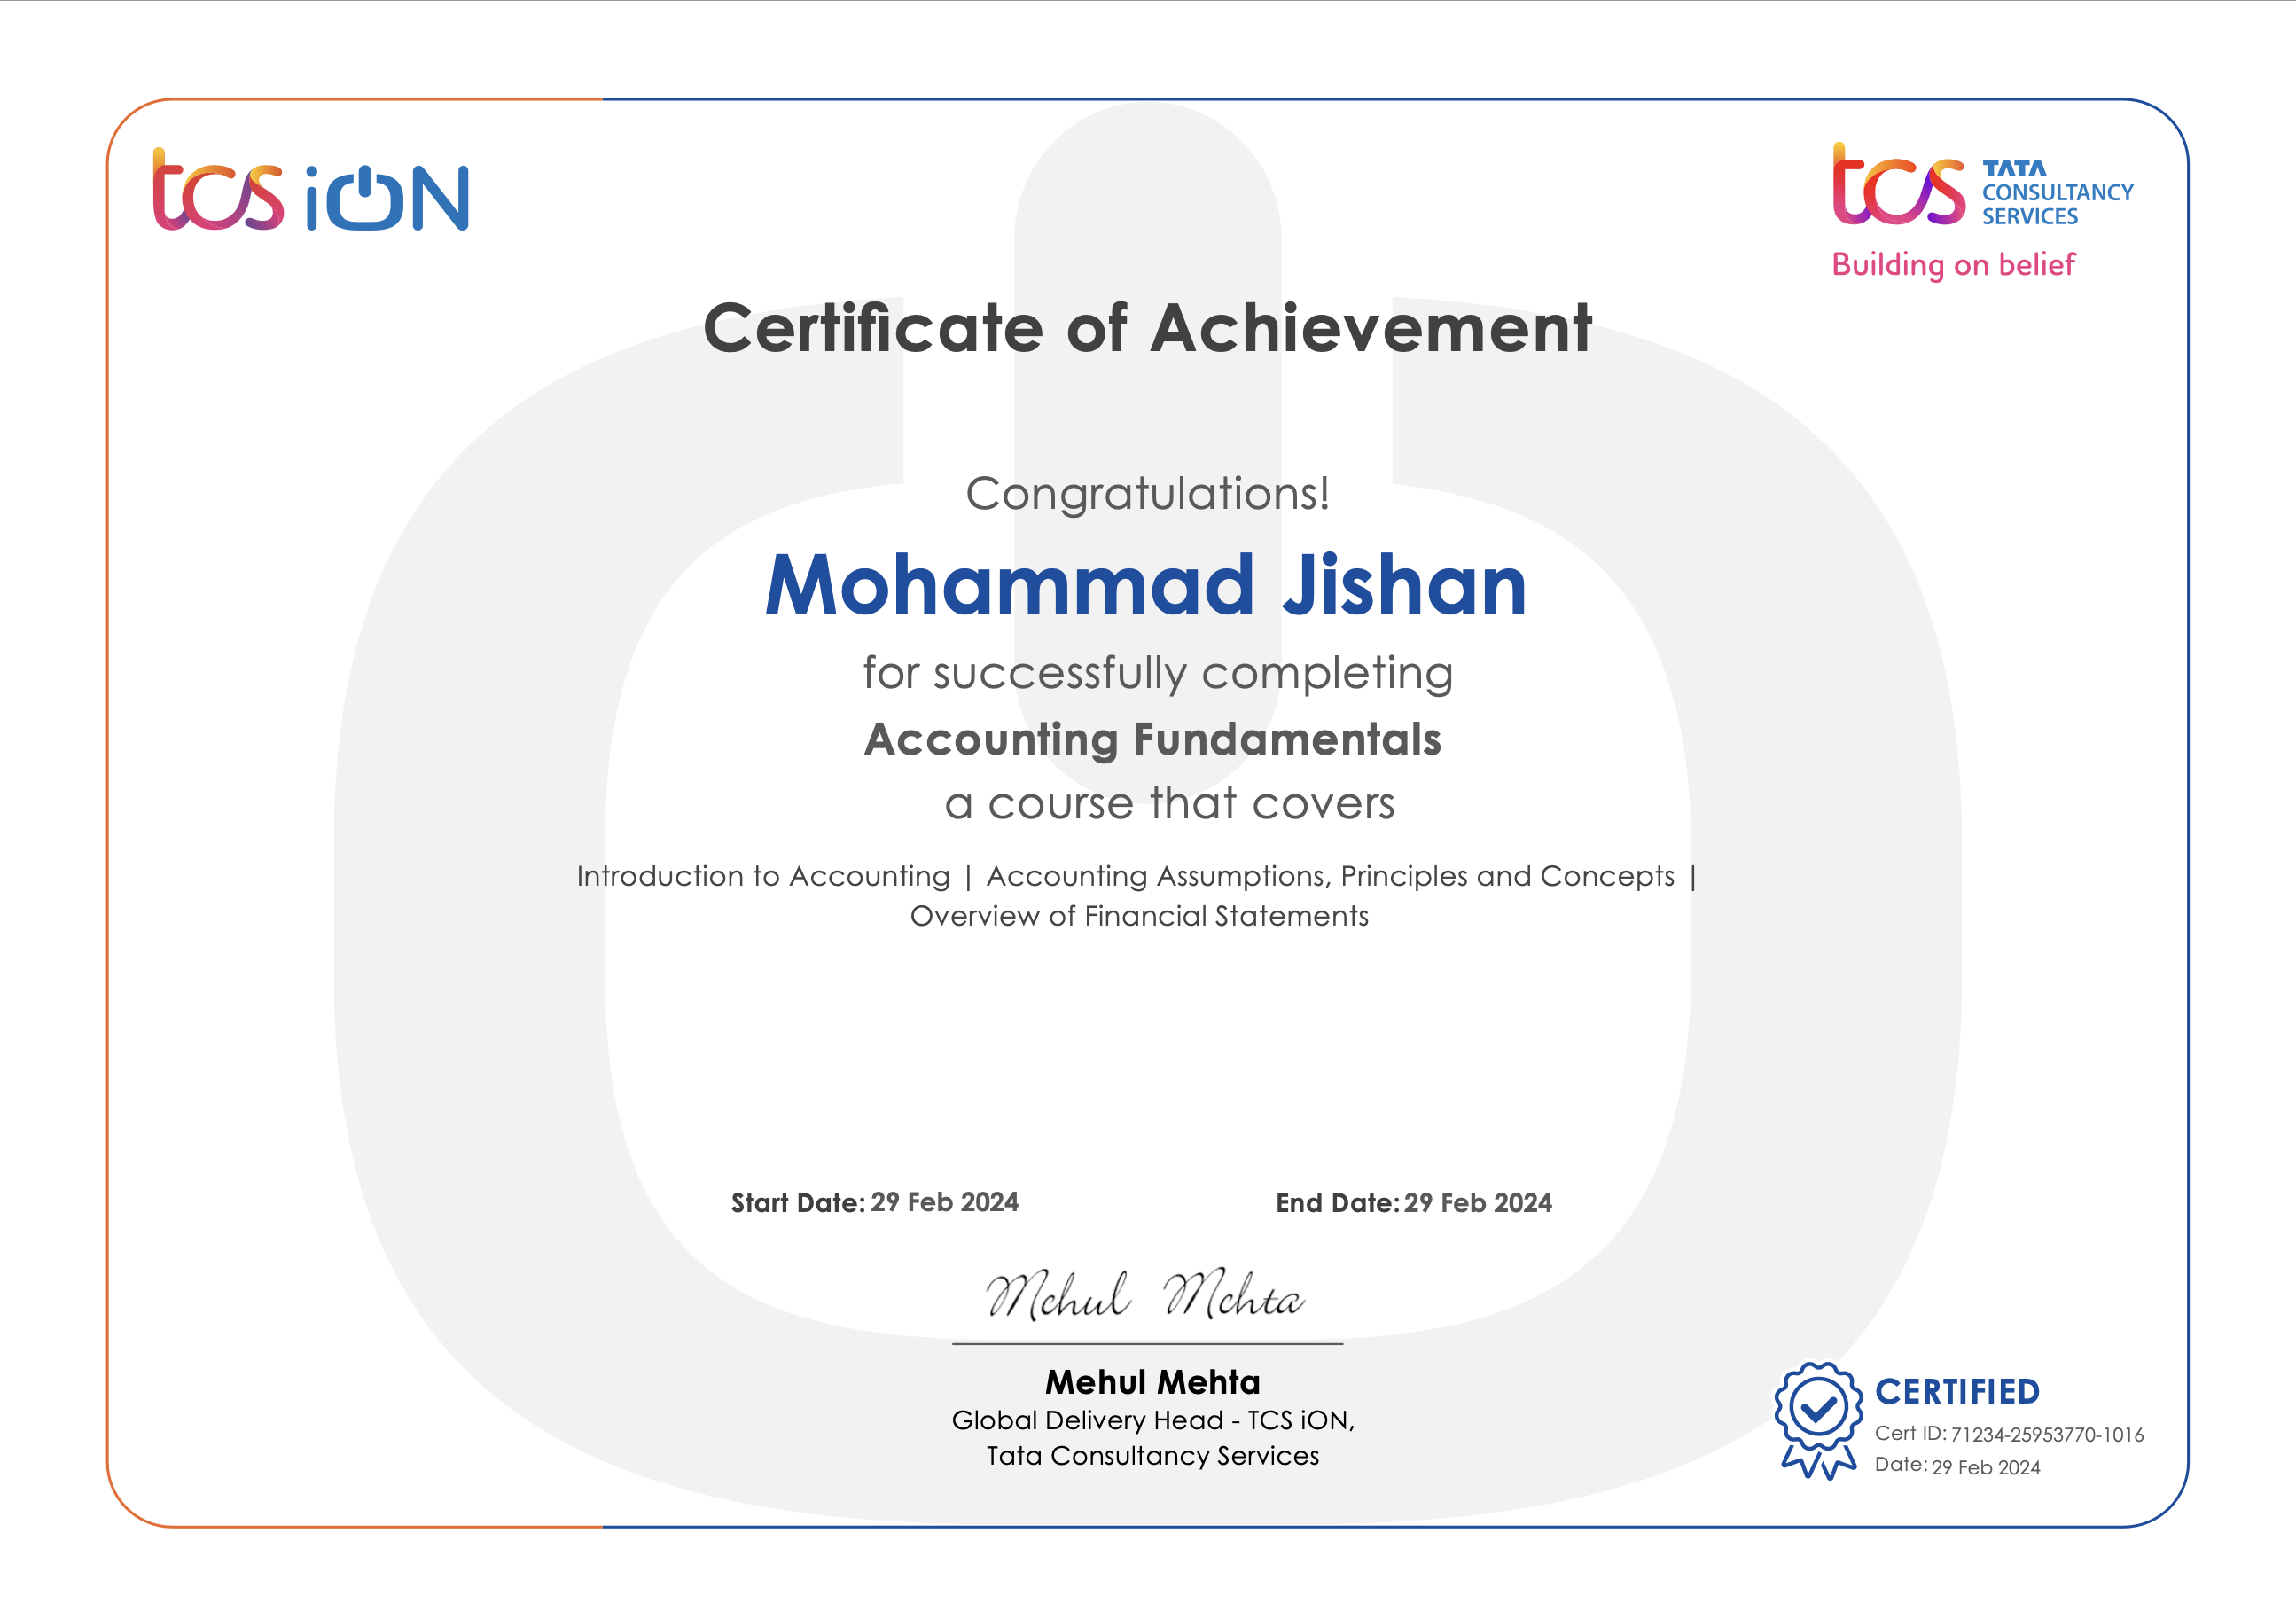 tcs iON
tcs TATA
CONSULTANCY
SERVICES
Building on belief
Certificate of Achievement
Congratulations!
Mohammad Jishan
for successfully completing
Accounting Fundamentals
a course that covers
Introduction to Accounting | Accounting Assumptions, Principles and Concepts |
Overview of Financial Statements
Start Date: 29 Feb 2024 End Date: 29 Feb 2024
Mehul Mehta
Mehul Mehta
Global Delivery Head - TCS iON,
Tata Consultancy Services
CERTIFIED
Cert ID: 71234-25953770-1016
Date: 29 Feb 2024